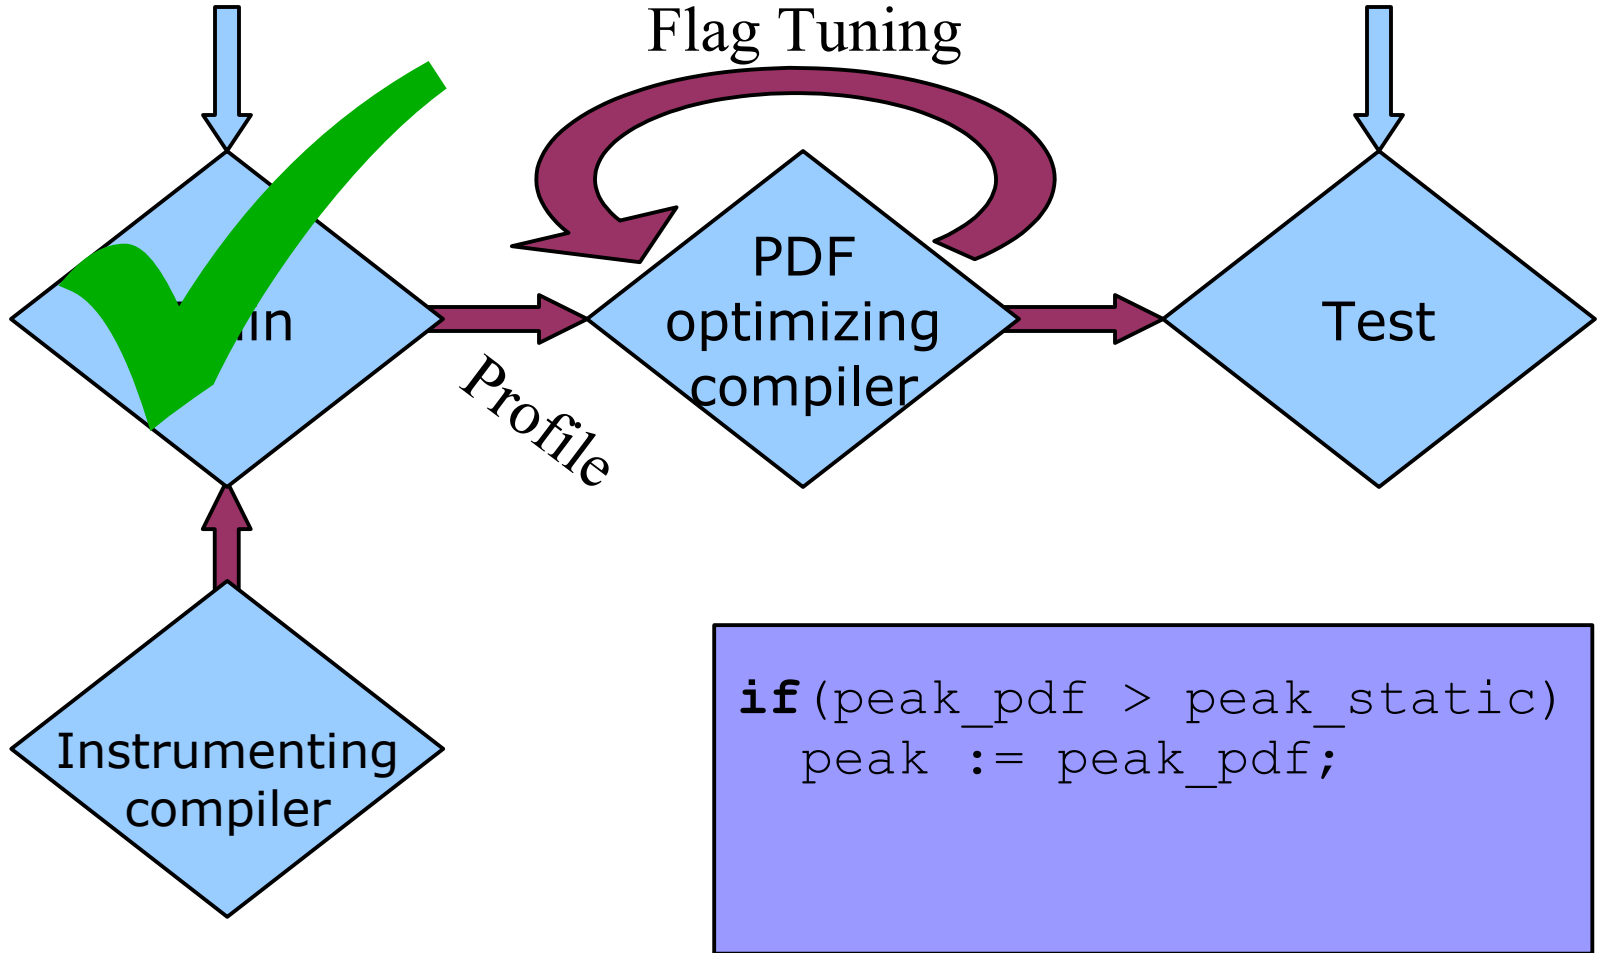 Flag Tuning
PDF
optimizing
compiler
Test
Profile
if(peak_pdf > peak_static)
peak := peak_pdf;
Instrumenting
compiler